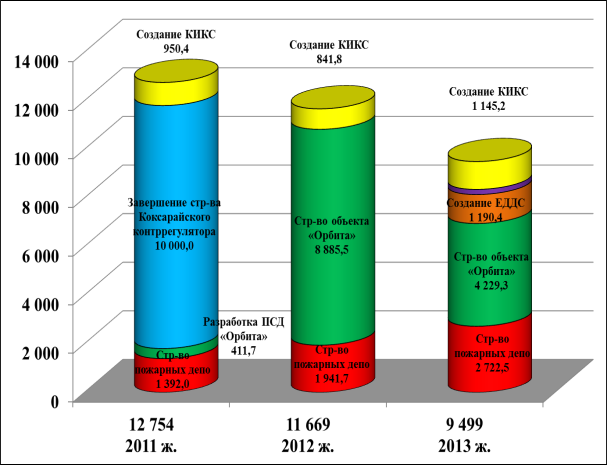 Создание КИКС
950,4
Создание КИКС
841,8
Создание КИКС
1 145,2
14 000
12 000
10 000
8 000
6 000
4 000
2 000
0
Завершение стр-ва
Коксарайского
контррегулятора
10 000,0
Разработка ПСД
«Орбита»
411,7
Стр-во
пожарных депо
1 392,0
Стр-во объекта
«Орбита»
8 885,5
Стр-во
пожарных депо
1 941,7
Создание ЕДДС
1 190,4
Стр-во объекта
«Орбита»
4 229,3
Стр-во
пожарных депо
2 722,5
12 754
2011 ж.
11 669
2012 ж.
9 499
2013 ж.